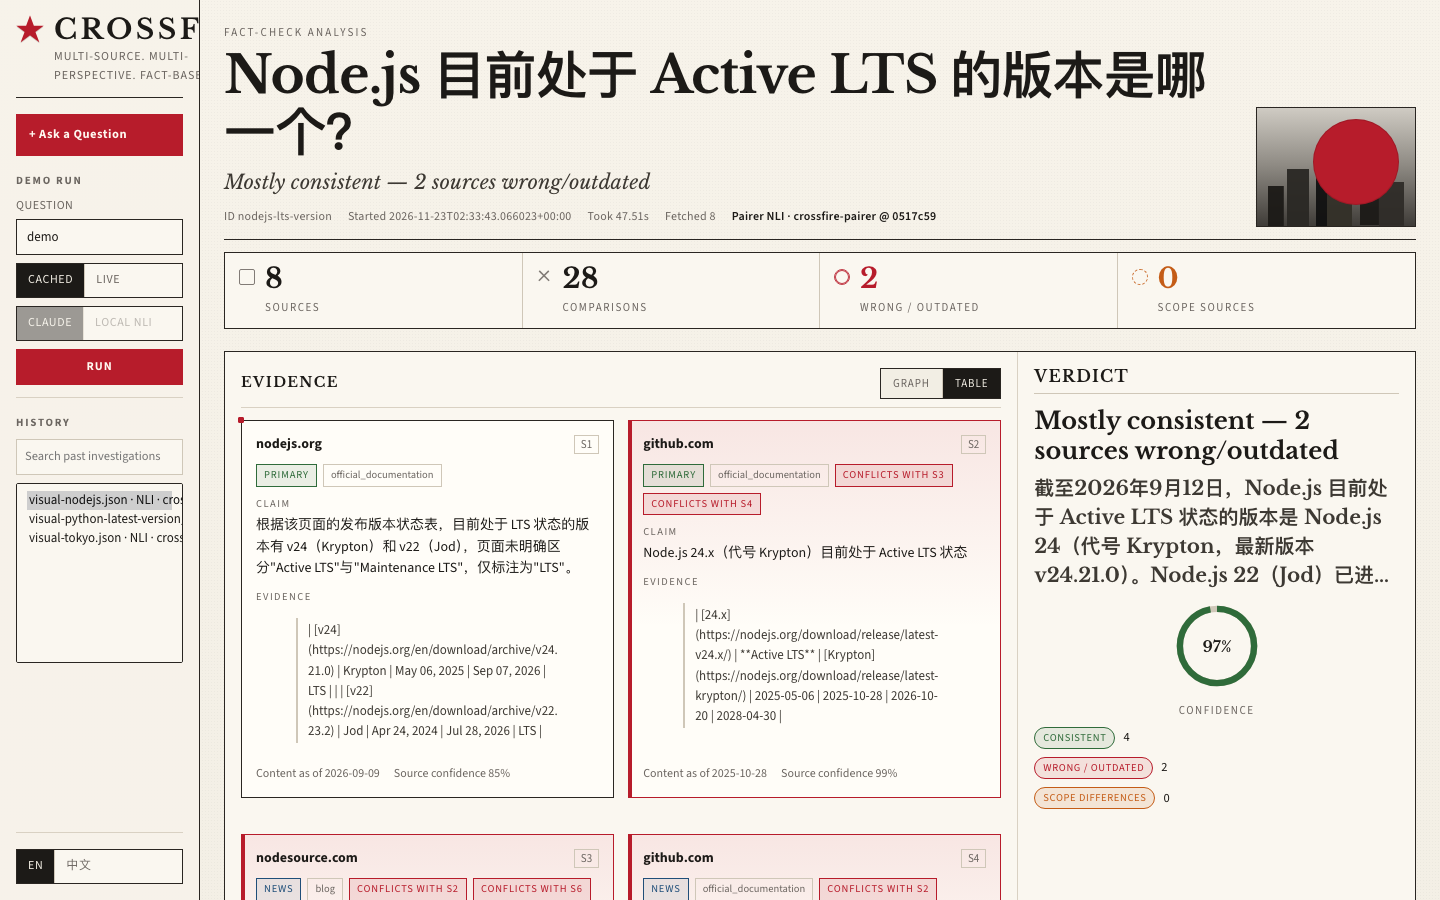 CROSSF
MULTI-SOURCE. MULTI-
PERSPECTIVE. FACT-BASE
+ Ask a Question
DEMO RUN
QUESTION
demo
CACHED LIVE
CLAUDE LOCAL NLI
RUN
HISTORY
Search past investigations
visual-nodejs.json · NLI · cros
visual-python-latest-version
visual-tokyo.json · NLI · cross
EN 中文
FACT-CHECK ANALYSIS
Node.js 目前处于 Active LTS 的版本是哪
一个？
Mostly consistent — 2 sources wrong/outdated
ID nodejs-lts-version Started 2026-11-23T02:33:43.066023+00:00 Took 47.51s Fetched 8 Pairer NLI · crossfire-pairer @ 0517c59
8
SOURCES
28
COMPARISONS
2
WRONG / OUTDATED
0
SCOPE SOURCES
EVIDENCE
GRAPH TABLE
nodejs.org S1
PRIMARY official_documentation
CLAIM
根据该页面的发布版本状态表，目前处于 LTS 状态的版
本有 v24（Krypton）和 v22（Jod），页面未明确区
分"Active LTS"与"Maintenance LTS"，仅标注为"LTS"。
EVIDENCE
| [v24]
(https://nodejs.org/en/download/archive/v24.
21.0) | Krypton | May 06, 2025 | Sep 07, 2026 |
LTS | | | [v22]
(https://nodejs.org/en/download/archive/v22.
23.2) | Jod | Apr 24, 2024 | Jul 28, 2026 | LTS |
Content as of 2026-09-09 Source confidence 85%
github.com S2
PRIMARY official_documentation CONFLICTS WITH S3
CONFLICTS WITH S4
CLAIM
Node.js 24.x（代号 Krypton）目前处于 Active LTS 状态
EVIDENCE
| [24.x]
(https://nodejs.org/download/release/latest-
v24.x/) | **Active LTS** | [Krypton]
(https://nodejs.org/download/release/latest-
krypton/) | 2025-05-06 | 2025-10-28 | 2026-10-
20 | 2028-04-30 |
Content as of 2025-10-28 Source confidence 99%
nodesource.com S3
NEWS blog CONFLICTS WITH S2 CONFLICTS WITH S6
github.com S4
NEWS official_documentation CONFLICTS WITH S2
VERDICT
Mostly consistent — 2
sources wrong/outdated
截至2026年9月12日，Node.js 目前处
于 Active LTS 状态的版本是 Node.js
24（代号 Krypton，最新版本
v24.21.0）。Node.js 22（Jod）已进...
97%
CONFIDENCE
CONSISTENT 4
WRONG / OUTDATED 2
SCOPE DIFFERENCES 0